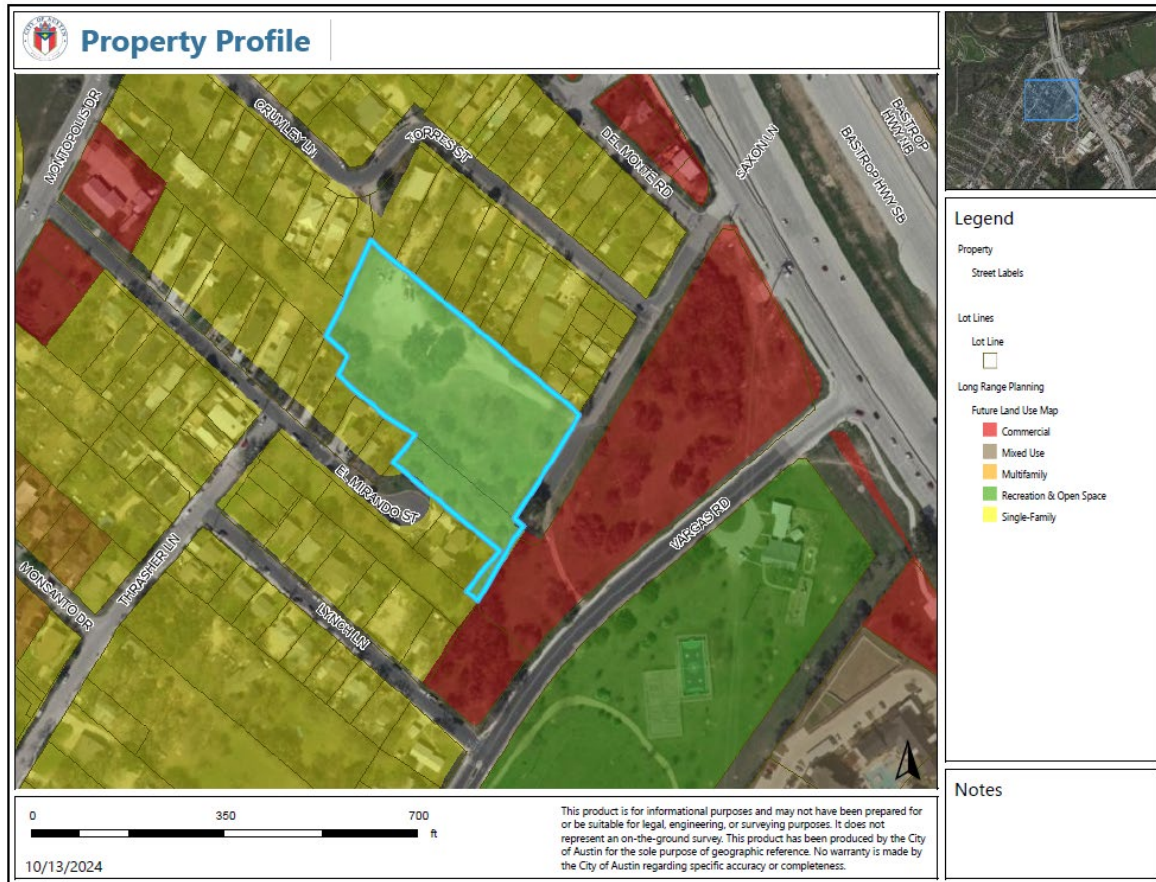 CITY OF AUSTIN
Property Profile
MONTOPOLIS DR
CRUMLEY LN
TORRES ST
DEL MONTE RD
SAXON LN
BASTROP HWY SB
BASTROP
HWY NB
EL MIRANDO ST
VARGAS RD
THRASHER LN
MONSANTO DR
LYNCH LN
Legend
Property
Street Labels
Lot Lines
Lot Line
Long Range Planning
Future Land Use Map
Commercial
Mixed Use
Multifamily
Recreation & Open Space
Single-Family
Notes
0 350 700
ft
10/13/2024
This product is for informational purposes and may not have been prepared for
or be suitable for legal, engineering, or surveying purposes. It does not
represent an on-the-ground survey. This product has been produced by the City
of Austin for the sole purpose of geographic reference. No warranty is made by
the City of Austin regarding specific accuracy or completeness.